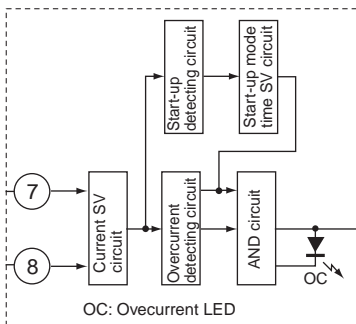 Start-up
detecting circuit
Start-up mode
time SV circuit
7
8
Current SV
circuit
Overcurrent
detecting circuit
AND circuit
OC
OC: Ovecurrent LED